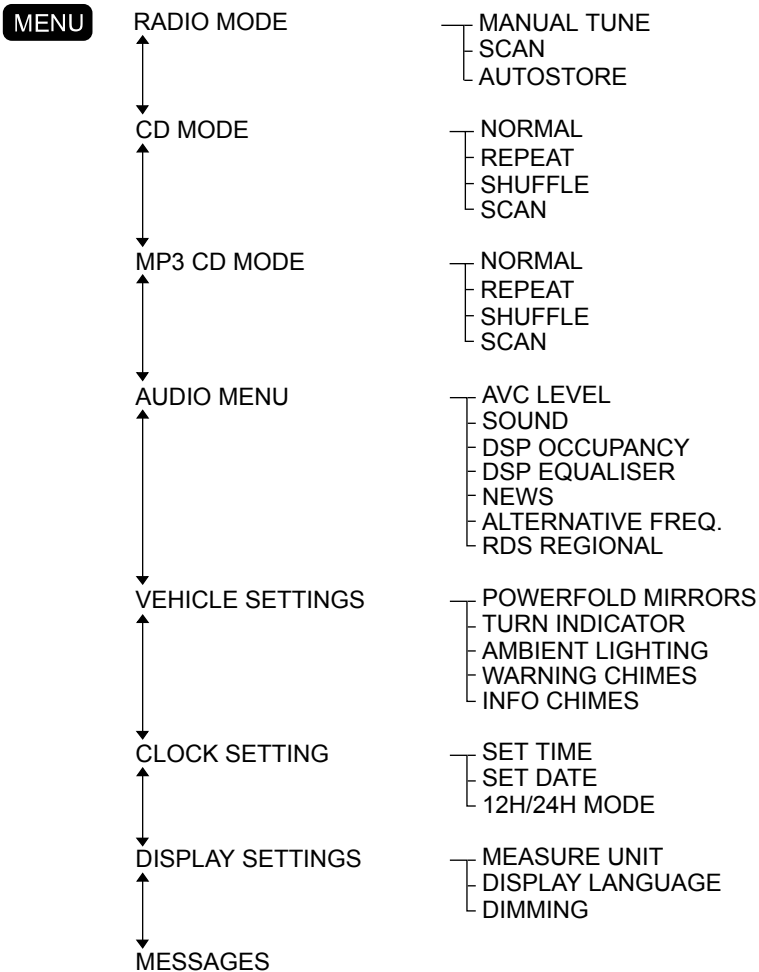 MENU
RADIO MODE
MANUAL TUNE
SCAN
AUTOSTORE
CD MODE
NORMAL
REPEAT
SHUFFLE
SCAN
MP3 CD MODE
NORMAL
REPEAT
SHUFFLE
SCAN
AUDIO MENU
AVC LEVEL
SOUND
DSP OCCUPANCY
DSP EQUALISER
NEWS
ALTERNATIVE FREQ.
RDS REGIONAL
VEHICLE SETTINGS
POWERFOLD MIRRORS
TURN INDICATOR
AMBIENT LIGHTING
WARNING CHIMES
INFO CHIMES
CLOCK SETTING
SET TIME
SET DATE
12H/24H MODE
DISPLAY SETTINGS
MEASURE UNIT
DISPLAY LANGUAGE
DIMMING
MESSAGES